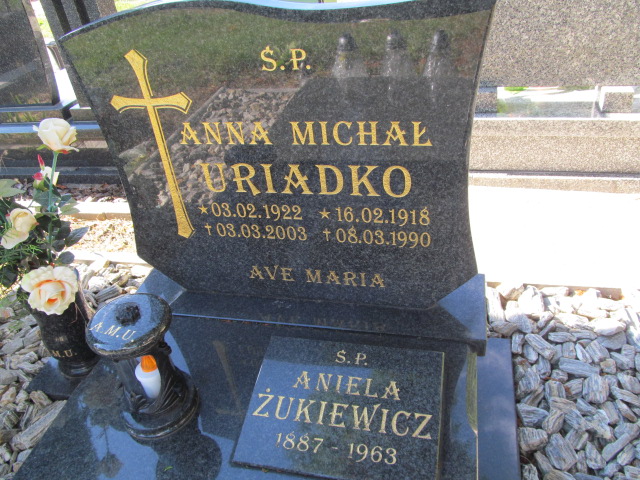 Ś.P.
ANNA MICHAŁ
URIADKO
★ 03.02.1922 ★ 16.02.1918
✝ 03.03.2003 ✝ 08.03.1990
AVE MARIA
A.M.U.
M.U.
Ś.P.
ANIELA
ŻUKIEWICZ
1887 - 1963